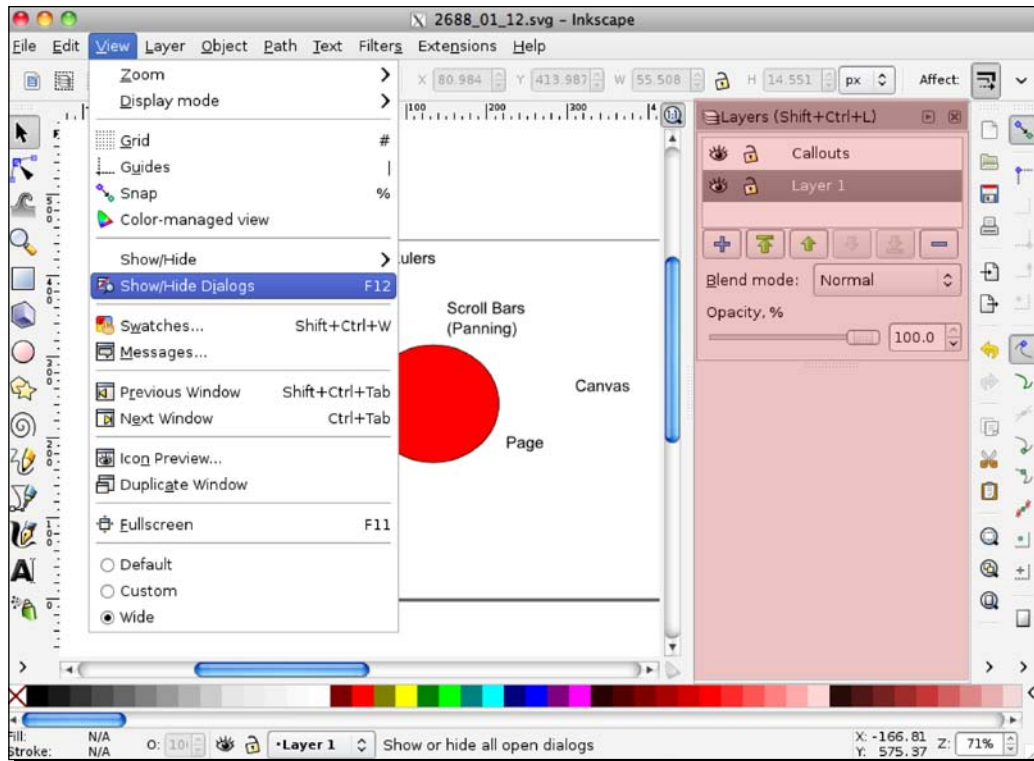 2688_01_12.svg - Inkscape
File Edit View Layer Object Path Text Filters Extensions Help
X 80.984 Y 413.987 W 55.508 H 14.551 px Affect:
Zoom
Display mode
Grid #
Guides |
Snap %
Color-managed view
Show/Hide
Show/Hide Dialogs F12
Swatches... Shift+Ctrl+W
Messages...
Previous Window Shift+Ctrl+Tab
Next Window Ctrl+Tab
Icon Preview...
Duplicate Window
Fullscreen F11
Default
Custom
Wide
100 200 300 4
ulers
Scroll Bars
(Panning)
Canvas
Page
Layers (Shift+Ctrl+L)
Callouts
Layer 1
Blend mode: Normal
Opacity, %
100.0
Fill: N/A
Stroke: N/A
O: 10
•Layer 1
Show or hide all open dialogs
X: -166.81
Y: 575.37
Z: 71%